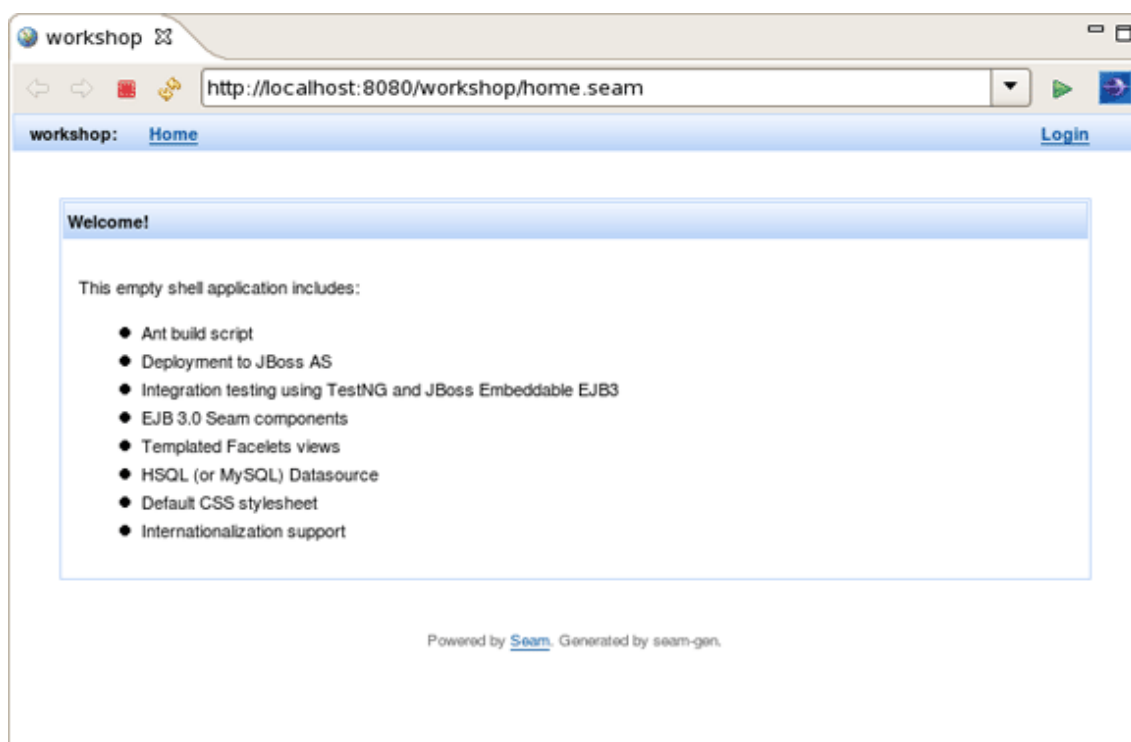 workshop
http://localhost:8080/workshop/home.seam
workshop: Home Login
Welcome!
This empty shell application includes:
Ant build script
Deployment to JBoss AS
Integration testing using TestNG and JBoss Embeddable EJB3
EJB 3.0 Seam components
Templated Facelets views
HSQL (or MySQL) Datasource
Default CSS stylesheet
Internationalization support
Powered by Seam. Generated by seam-gen.